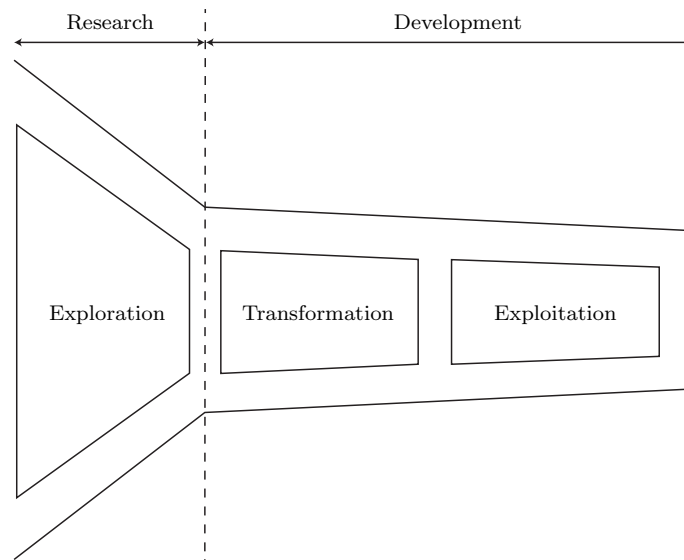 Research
Development
Exploration
Transformation
Exploitation